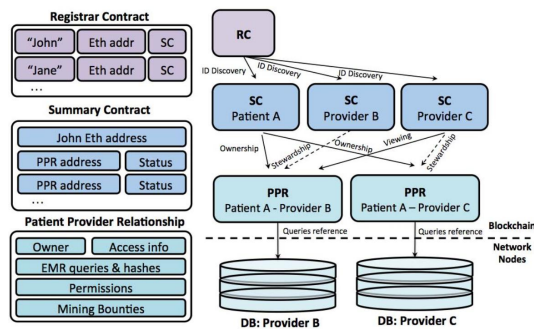 Registrar Contract
"John" Eth addr SC
"Jane" Eth addr SC
...
Summary Contract
John Eth address
PPR address Status
PPR address Status
...
Patient Provider Relationship
Owner Access info
EMR queries & hashes
Permissions
Mining Bounties
RC
ID Discovery ID Discovery ID Discovery
SC SC SC
Patient A Provider B Provider C
Ownership Stewardship Ownership Viewing Stewardship
PPR PPR
Patient A - Provider B Patient A – Provider C
Queries reference Queries reference
Blockchain
Network
Nodes
DB: Provider B DB: Provider C